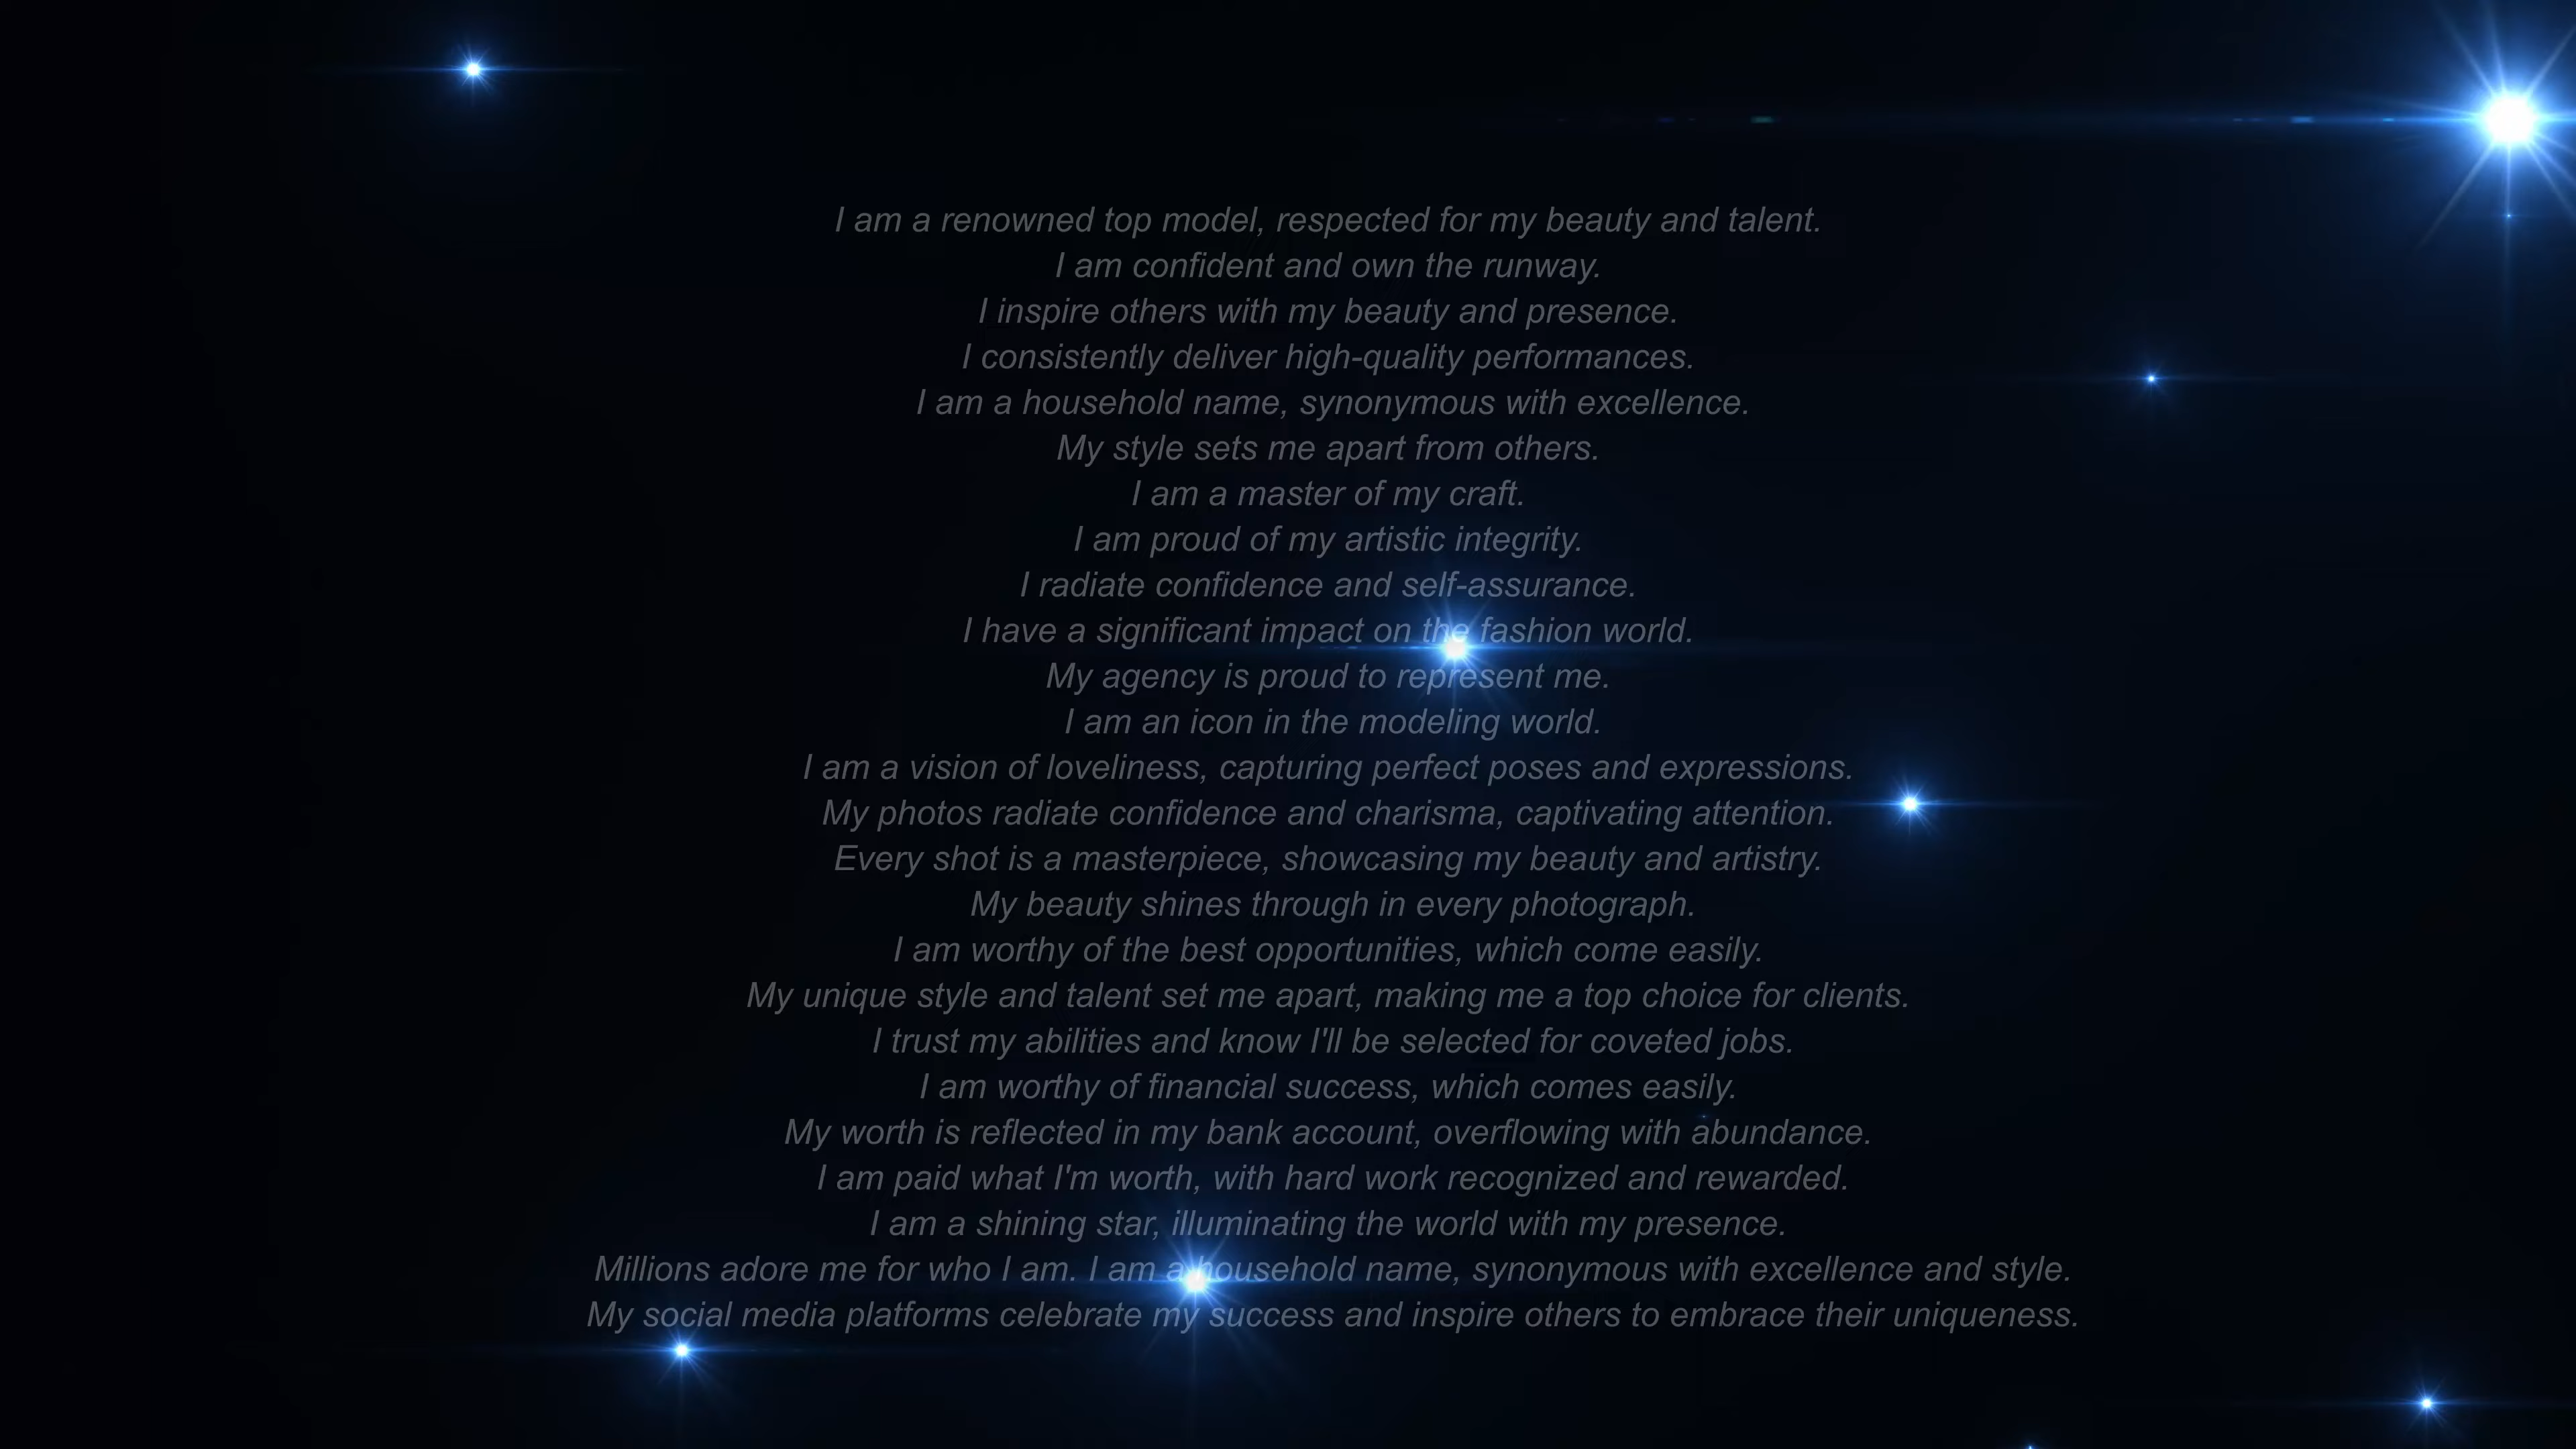 I am a renowned top model, respected for my beauty and talent.
I am confident and own the runway.
I inspire others with my beauty and presence.
I consistently deliver high-quality performances.
I am a household name, synonymous with excellence.
My style sets me apart from others.
I am a master of my craft.
I am proud of my artistic integrity.
I radiate confidence and self-assurance.
I have a significant impact on the fashion world.
My agency is proud to represent me.
I am an icon in the modeling world.
I am a vision of loveliness, capturing perfect poses and expressions.
My photos radiate confidence and charisma, captivating attention.
Every shot is a masterpiece, showcasing my beauty and artistry.
My beauty shines through in every photograph.
I am worthy of the best opportunities, which come easily.
My unique style and talent set me apart, making me a top choice for clients.
I trust my abilities and know I'll be selected for coveted jobs.
I am worthy of financial success, which comes easily.
My worth is reflected in my bank account, overflowing with abundance.
I am paid what I'm worth, with hard work recognized and rewarded.
I am a shining star, illuminating the world with my presence.
Millions adore me for who I am. I am a household name, synonymous with excellence and style.
My social media platforms celebrate my success and inspire others to embrace their uniqueness.